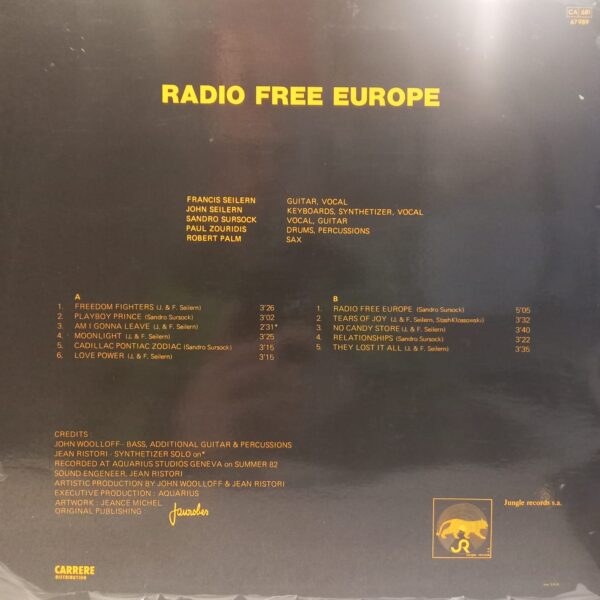 CA 681
67 989
RADIO FREE EUROPE
FRANCIS SEILERN GUITAR, VOCAL
JOHN SEILERN KEYBOARDS, SYNTHETIZER, VOCAL
SANDRO SURSOCK VOCAL, GUITAR
PAUL ZOURIDIS DRUMS, PERCUSSIONS
ROBERT PALM SAX
A
1. FREEDOM FIGHTERS (J. & F. Seilern) 3'26
2. PLAYBOY PRINCE (Sandro Sursock) 3'02
3. AM I GONNA LEAVE (J. & F. Seilern) 2'31*
4. MOONLIGHT (J. & F. Seilern) 3'25
5. CADILLAC PONTIAC ZODIAC (Sandro Sursock) 3'15
6. LOVE POWER (J. & F. Seilern) 3'15
B
1. RADIO FREE EUROPE (Sandro Sursock) 5'05
2. TEARS OF JOY (J. & F. Seilern, Stash Klossowski) 3'32
3. NO CANDY STORE (J. & F. Seilern) 3'40
4. RELATIONSHIPS (Sandro Sursock) 3'22
5. THEY LOST IT ALL (J. & F. Seilern) 3'35
CREDITS :
JOHN WOOLLOFF - BASS, ADDITIONAL GUITAR & PERCUSSIONS
JEAN RISTORI - SYNTHETIZER SOLO on*
RECORDED AT AQUARIUS STUDIOS GENEVA on SUMMER 82
SOUND ENGENEER, JEAN RISTORI
ARTISTIC PRODUCTION BY JOHN WOOLLOFF & JEAN RISTORI
EXECUTIVE PRODUCTION : AQUARIUS
ARTWORK : JEANCE MICHEL
ORIGINAL PUBLISHING :
JR
Jungle records s.a.
CARRERE
DISTRIBUTION